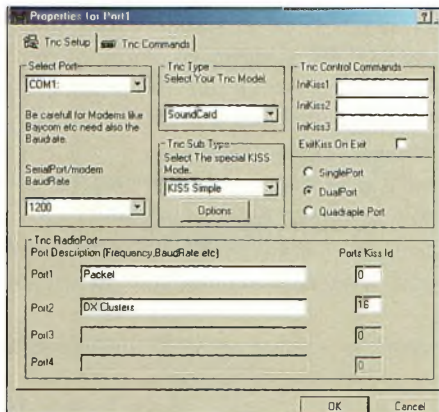 Properties for Port1
Tnc Setup
Tnc Commands
Select Port
COM1:
Be carefull for Modems like
Baycom etc need also the
Baudrate.
SerialPort/modem
BaudRate
1200
Tnc Type
Select Your Tnc Model.
SoundCard
Tnc Sub Type
Select The special KISS
Mode.
KISS Simple
Options
Tnc Control Commands
IniKiss1
IniKiss2
IniKiss3
ExitKiss On Exit
SinglePort
DualPort
Quadraple Port
Tnc RadioPort
Port Description (Frequency,BaudRate etc)
Ports Kiss Id
Port1 Packet 0
Port2 DX Clusters 16
Port3 0
Port4 0
OK Cancel